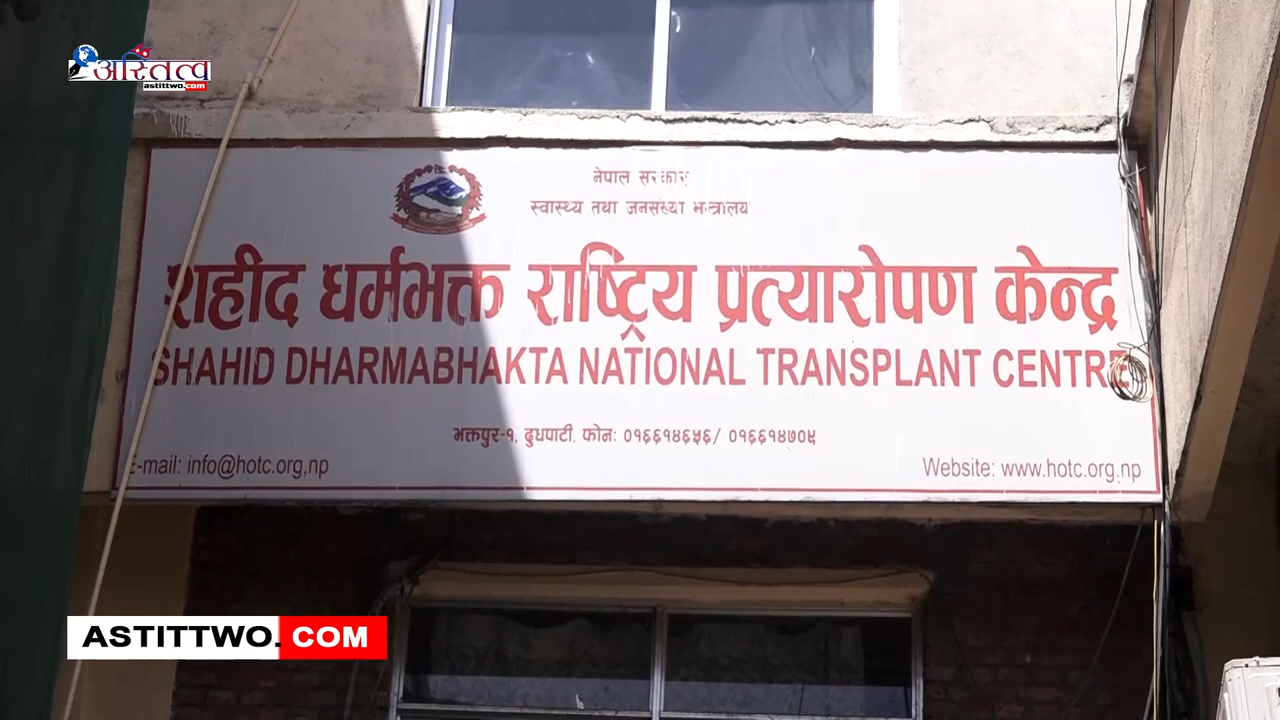 अस्तित्व
astittwo.com
नेपाल सरकार
स्वास्थ्य तथा जनसंख्या मन्त्रालय
शहीद धर्मभक्त राष्ट्रिय प्रत्यारोपण केन्द्र
SHAHID DHARMABHAKTA NATIONAL TRANSPLANT CENTRE
भक्तपुर-१, दुधपाटी, फोनः ०१६६१४६५६/ ०१६६१४७०९
E-mail: info@hotc.org,np
Website: www.hotc.org.np
ASTITTWO. COM